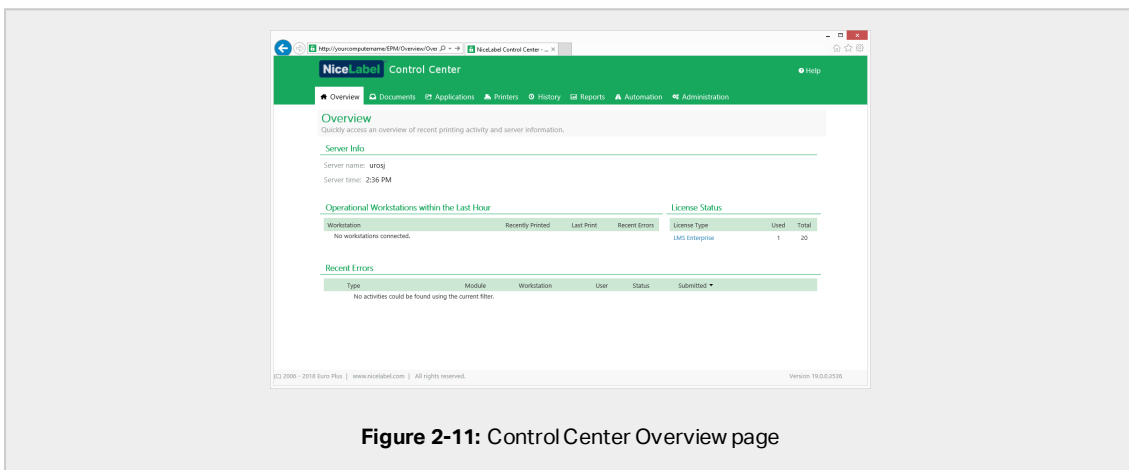 http://yourcomputername/EPM/Overview/Over
NiceLabel Control Center - ...
NiceLabel Control Center
Help
Overview Documents Applications Printers History Reports Automation Administration
Overview
Quickly access an overview of recent printing activity and server information.
Server Info
Server name: urosj
Server time: 2:36 PM
Operational Workstations within the Last Hour
License Status
Workstation Recently Printed Last Print Recent Errors
License Type Used Total
No workstations connected.
LMS Enterprise 1 20
Recent Errors
Type Module Workstation User Status Submitted
No activities could be found using the current filter.
(C) 2006 - 2018 Euro Plus | www.nicelabel.com | All rights reserved.
Version 19.0.0.3536
Figure 2-11: Control Center Overview page